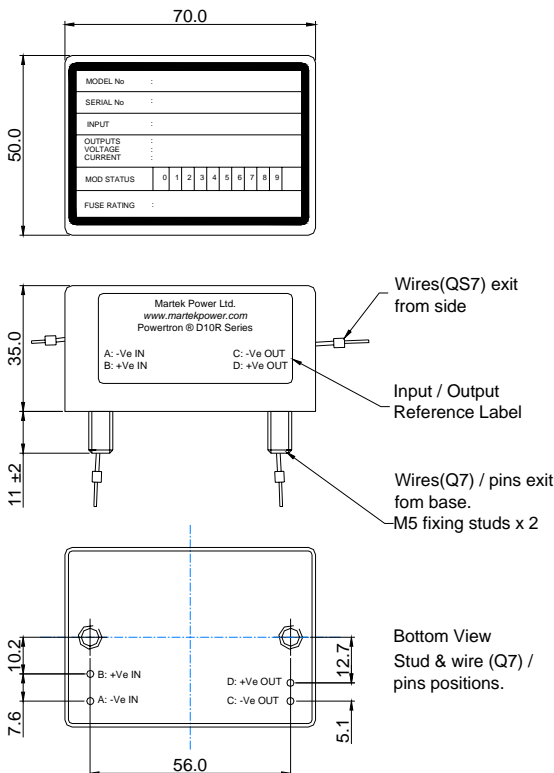 70.0
50.0
MODEL No :
SERIAL No :
INPUT :
OUTPUTS :
VOLTAGE :
CURRENT :
MOD STATUS 0 1 2 3 4 5 6 7 8 9
FUSE RATING :
35.0
11 ±2
Martek Power Ltd.
www.martekpower.com
Powertron ® D10R Series
A: -Ve IN C: -Ve OUT
B: +Ve IN D: +Ve OUT
Wires(QS7) exit
from side
Input / Output
Reference Label
Wires(Q7) / pins exit
fom base.
M5 fixing studs x 2
10.2
7.6
B: +Ve IN
A: -Ve IN
D: +Ve OUT
C: -Ve OUT
12.7
5.1
56.0
Bottom View
Stud & wire (Q7) /
pins positions.